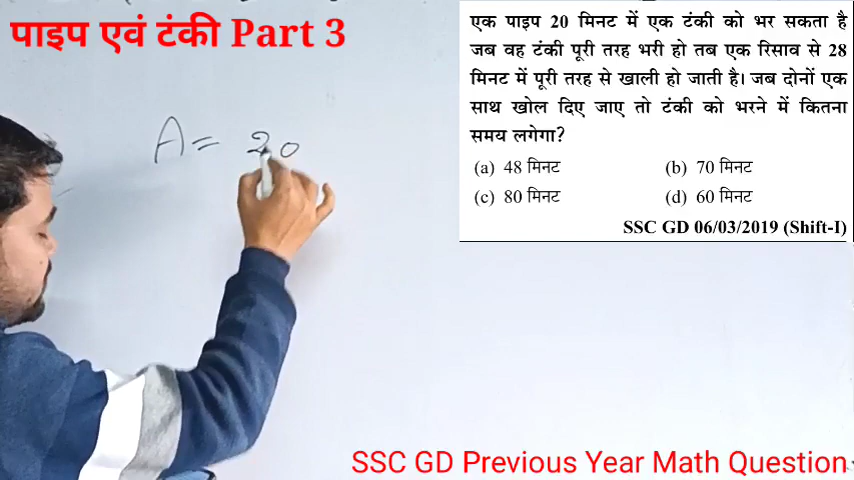 पाइप एवं टंकी Part 3
एक पाइप 20 मिनट में एक टंकी को भर सकता है
जब वह टंकी पूरी तरह भरी हो तब एक रिसाव से 28
मिनट में पूरी तरह से खाली हो जाती है। जब दोनों एक
साथ खोल दिए जाए तो टंकी को भरने में कितना
समय लगेगा?
(a) 48 मिनट (b) 70 मिनट
(c) 80 मिनट (d) 60 मिनट
SSC GD 06/03/2019 (Shift-I)
A = 20
SSC GD Previous Year Math Question